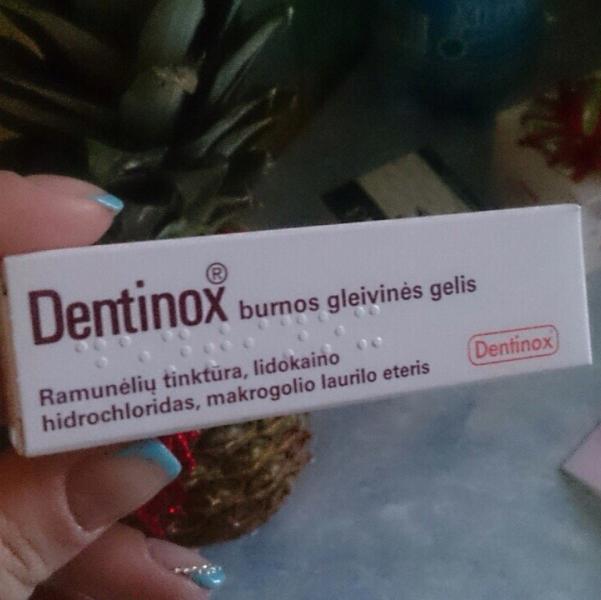 Dentinox® burnos gleivinės gelis
Ramunėlių tinktūra, lidokaino
hidrochloridas, makrogolio laurilo eteris
Dentinox